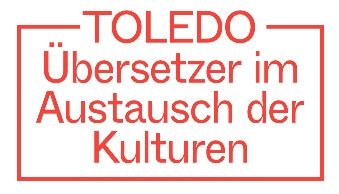 TOLEDO
Übersetzer im
Austausch der
Kulturen